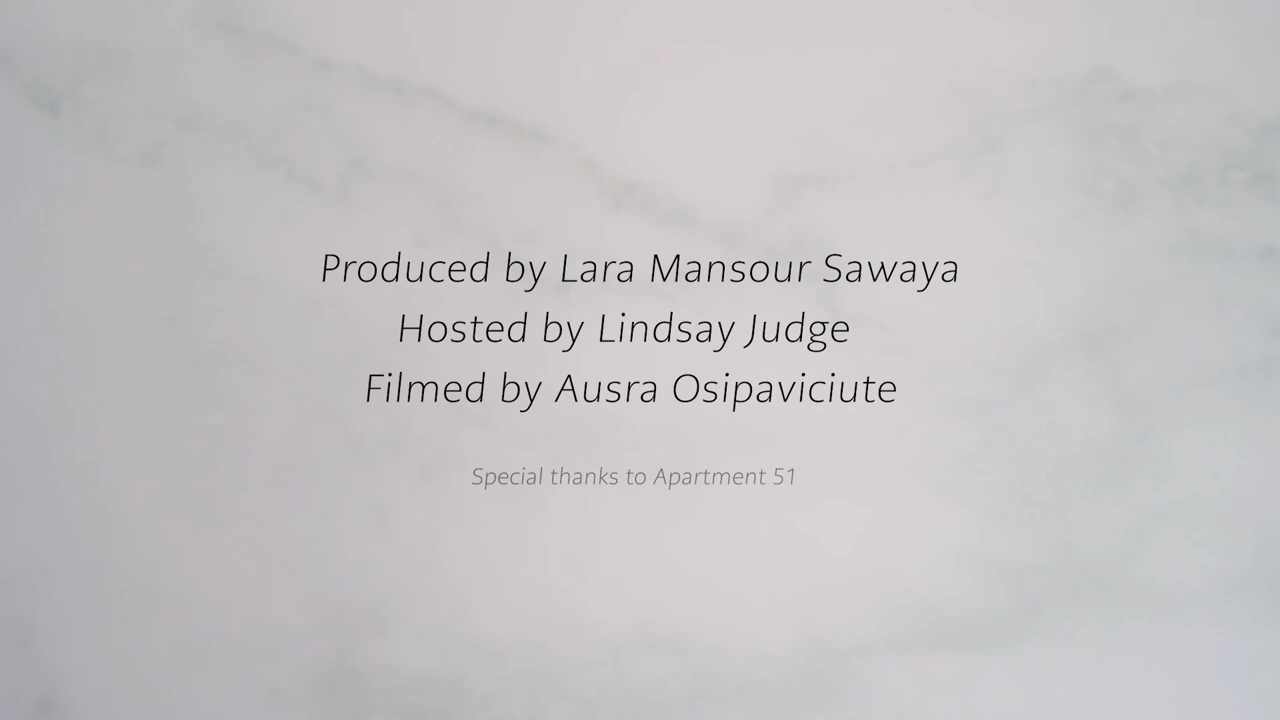 Produced by Lara Mansour Sawaya
Hosted by Lindsay Judge
Filmed by Ausra Osipaviciute
Special thanks to Apartment 51